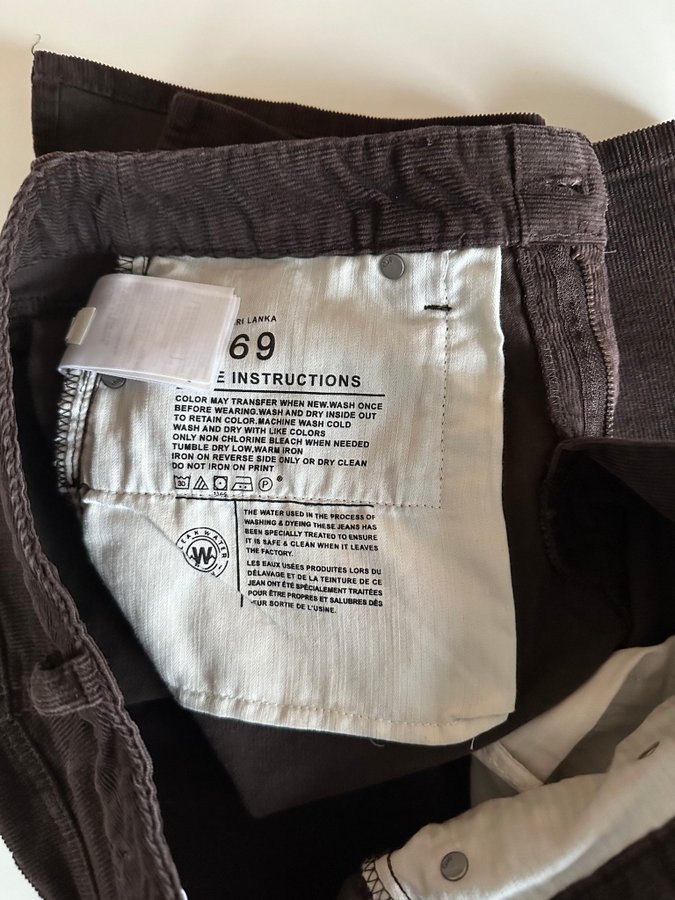 RI LANKA
69
E INSTRUCTIONS
COLOR MAY TRANSFER WHEN NEW.WASH ONCE
BEFORE WEARING.WASH AND DRY INSIDE OUT
TO RETAIN COLOR.MACHINE WASH COLD
WASH AND DRY WITH LIKE COLORS
ONLY NON CHLORINE BLEACH WHEN NEEDED
TUMBLE DRY LOW,WARM IRON
IRON ON REVERSE SIDE ONLY OR DRY CLEAN
DO NOT IRON ON PRINT
30
P
THE WATER USED IN THE PROCESS OF
WASHING & DYEING THESE JEANS HAS
BEEN SPECIALLY TREATED TO ENSURE
IT IS SAFE & CLEAN WHEN IT LEAVES
THE FACTORY.
W
LES EAUX USÉES PRODUITES LORS DU
DÉLAVAGE ET DE LA TEINTURE DE CE
JEAN ONT ÉTÉ SPÉCIALEMENT TRAITÉES
POUR ÊTRE PROPRES ET SALUBRES DÈS
EUR SORTIE DE L'USINE.